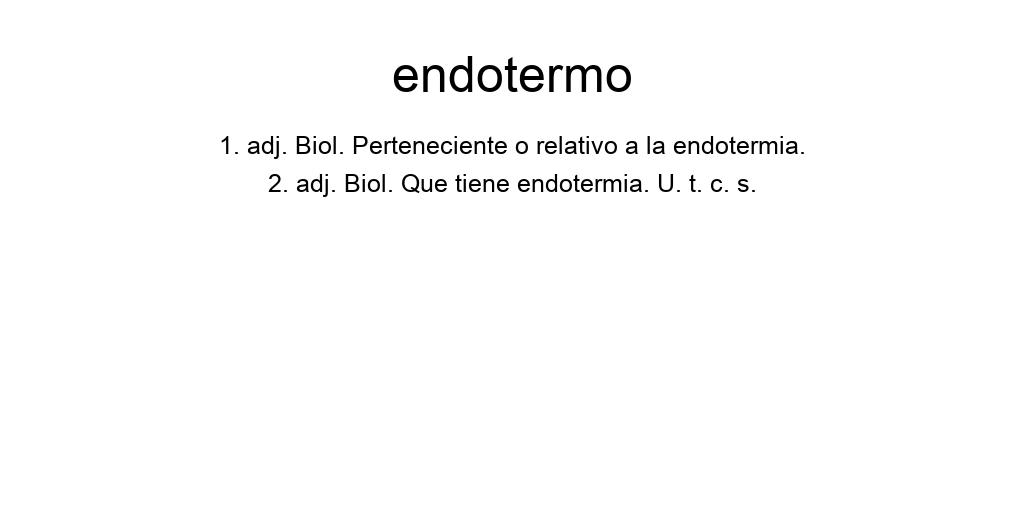 endotermo
1. adj. Biol. Perteneciente o relativo a la endotermia.
2. adj. Biol. Que tiene endotermia. U. t. c. s.